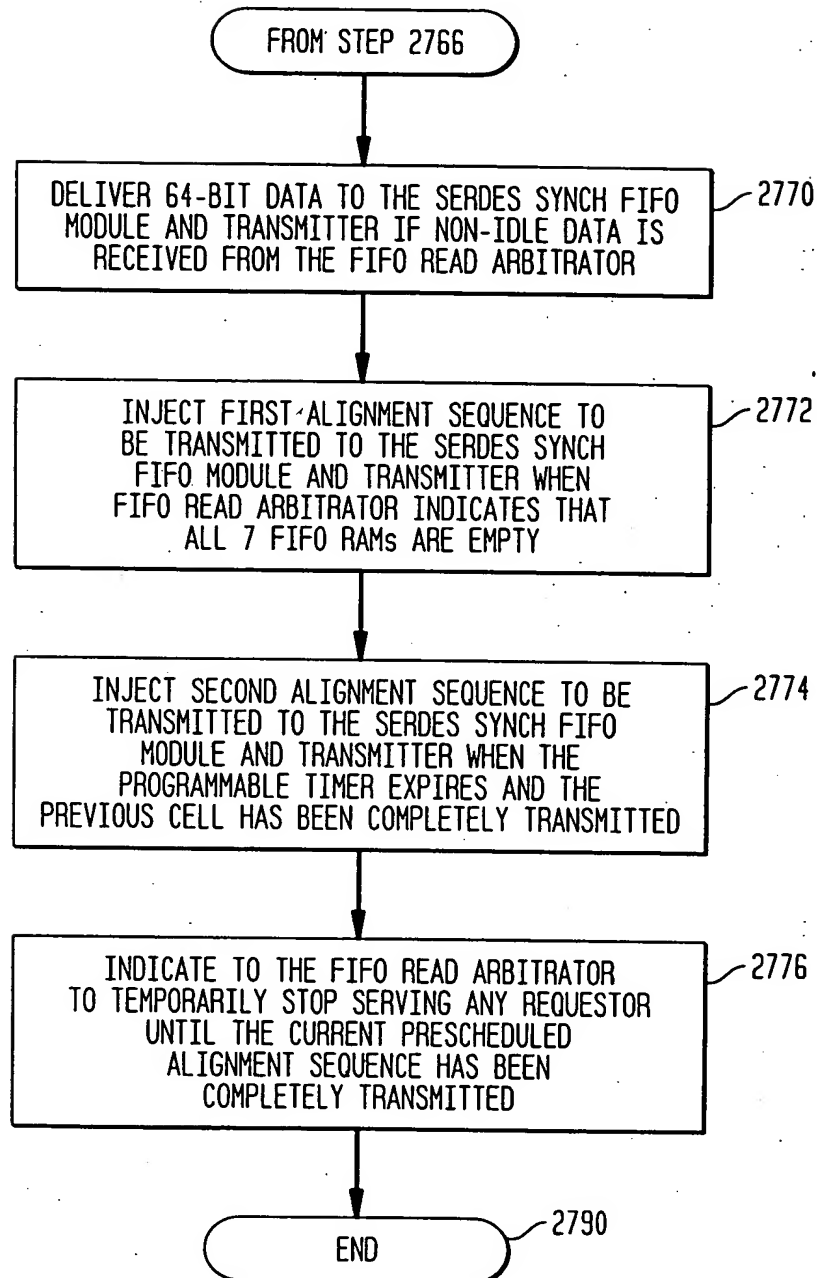 FROM STEP 2766
DELIVER 64-BIT DATA TO THE SERDES SYNCH FIFO
MODULE AND TRANSMITTER IF NON-IDLE DATA IS
RECEIVED FROM THE FIFO READ ARBITRATOR
2770
INJECT FIRST ALIGNMENT SEQUENCE TO
BE TRANSMITTED TO THE SERDES SYNCH
FIFO MODULE AND TRANSMITTER WHEN
FIFO READ ARBITRATOR INDICATES THAT
ALL 7 FIFO RAMs ARE EMPTY
2772
INJECT SECOND ALIGNMENT SEQUENCE TO BE
TRANSMITTED TO THE SERDES SYNCH FIFO
MODULE AND TRANSMITTER WHEN THE
PROGRAMMABLE TIMER EXPIRES AND THE
PREVIOUS CELL HAS BEEN COMPLETELY TRANSMITTED
2774
INDICATE TO THE FIFO READ ARBITRATOR
TO TEMPORARILY STOP SERVING ANY REQUESTOR
UNTIL THE CURRENT PRESCHEDULED
ALIGNMENT SEQUENCE HAS BEEN
COMPLETELY TRANSMITTED
2776
END
2790